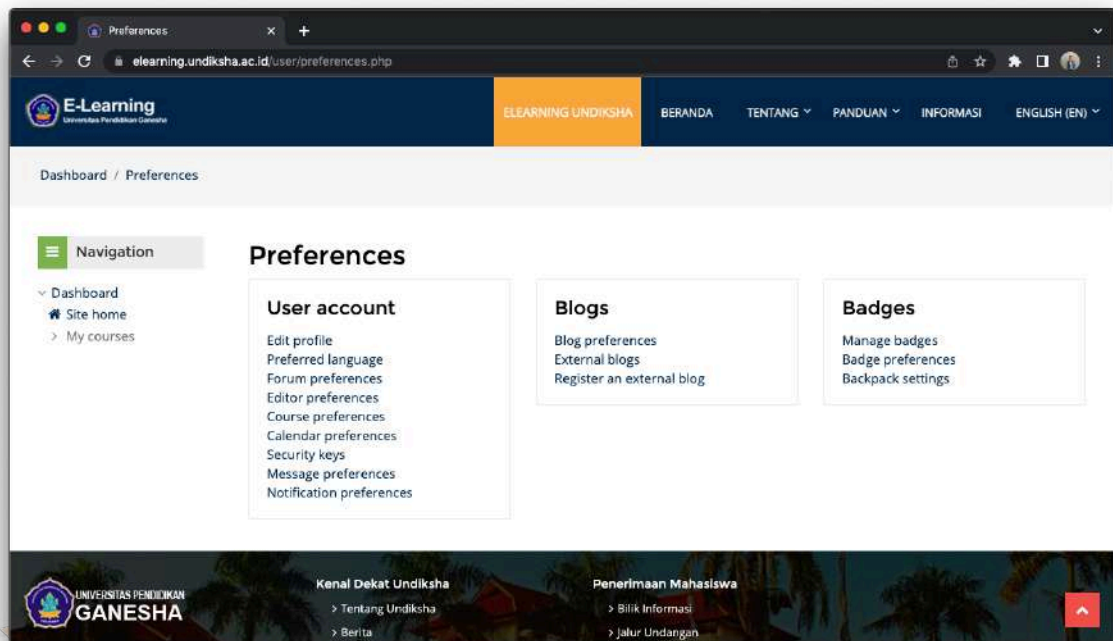 Preferences
elearning.undiksha.ac.id/user/preferences.php
E-Learning
Universitas Pendidikan Ganesha
ELEARNING UNDIKSHA
BERANDA
TENTANG
PANDUAN
INFORMASI
ENGLISH (EN)
Dashboard / Preferences
Navigation
Dashboard
Site home
My courses
Preferences
User account
Edit profile
Preferred language
Forum preferences
Editor preferences
Course preferences
Calendar preferences
Security keys
Message preferences
Notification preferences
Blogs
Blog preferences
External blogs
Register an external blog
Badges
Manage badges
Badge preferences
Backpack settings
UNIVERSITAS PENDIDIKAN
GANESHA
Kenal Dekat Undiksha
> Tentang Undiksha
> Berita
Penerimaan Mahasiswa
> Bilik Informasi
> Jalur Undangan